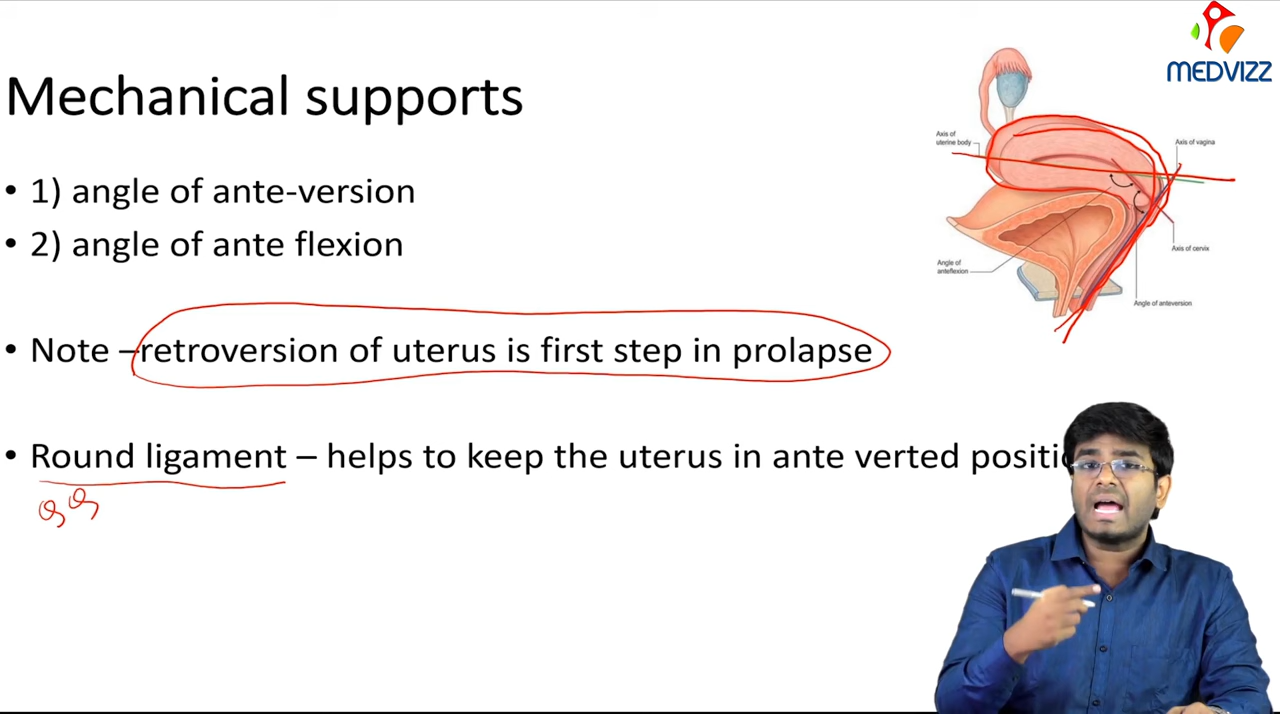 MEDVIZZ
Mechanical supports
• 1) angle of ante-version
• 2) angle of ante flexion
• Note –retroversion of uterus is first step in prolapse
• Round ligament – helps to keep the uterus in ante verted
Axis of
uterine body
Axis of vagina
Axis of cervix
Angle of
anteflexion
Angle of anteversion